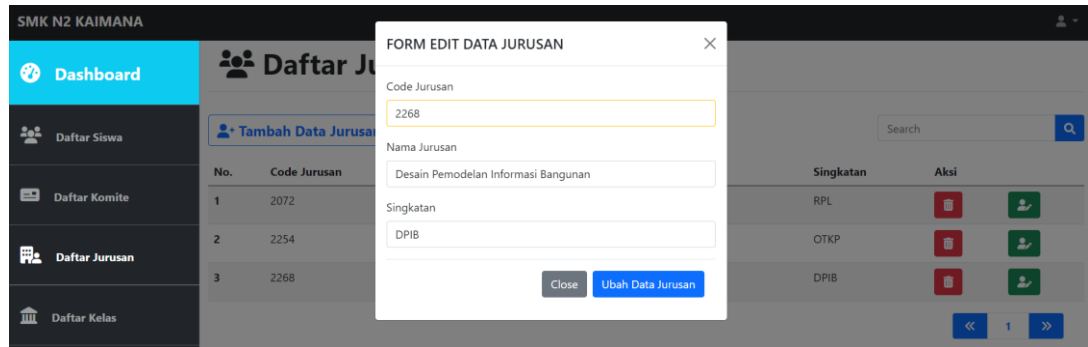 SMK N2 KAIMANA
Dashboard
Daftar Siswa
Daftar Komite
Daftar Jurusan
Daftar Kelas
Daftar
Tambah Data Jurusan
Search
No. Code Jurusan Singkatan Aksi
1 2072 RPL
2 2254 OTKP
3 2268 DPIB
« 1 »
FORM EDIT DATA JURUSAN
Code Jurusan
2268
Nama Jurusan
Desain Pemodelan Informasi Bangunan
Singkatan
DPIB
Close Ubah Data Jurusan